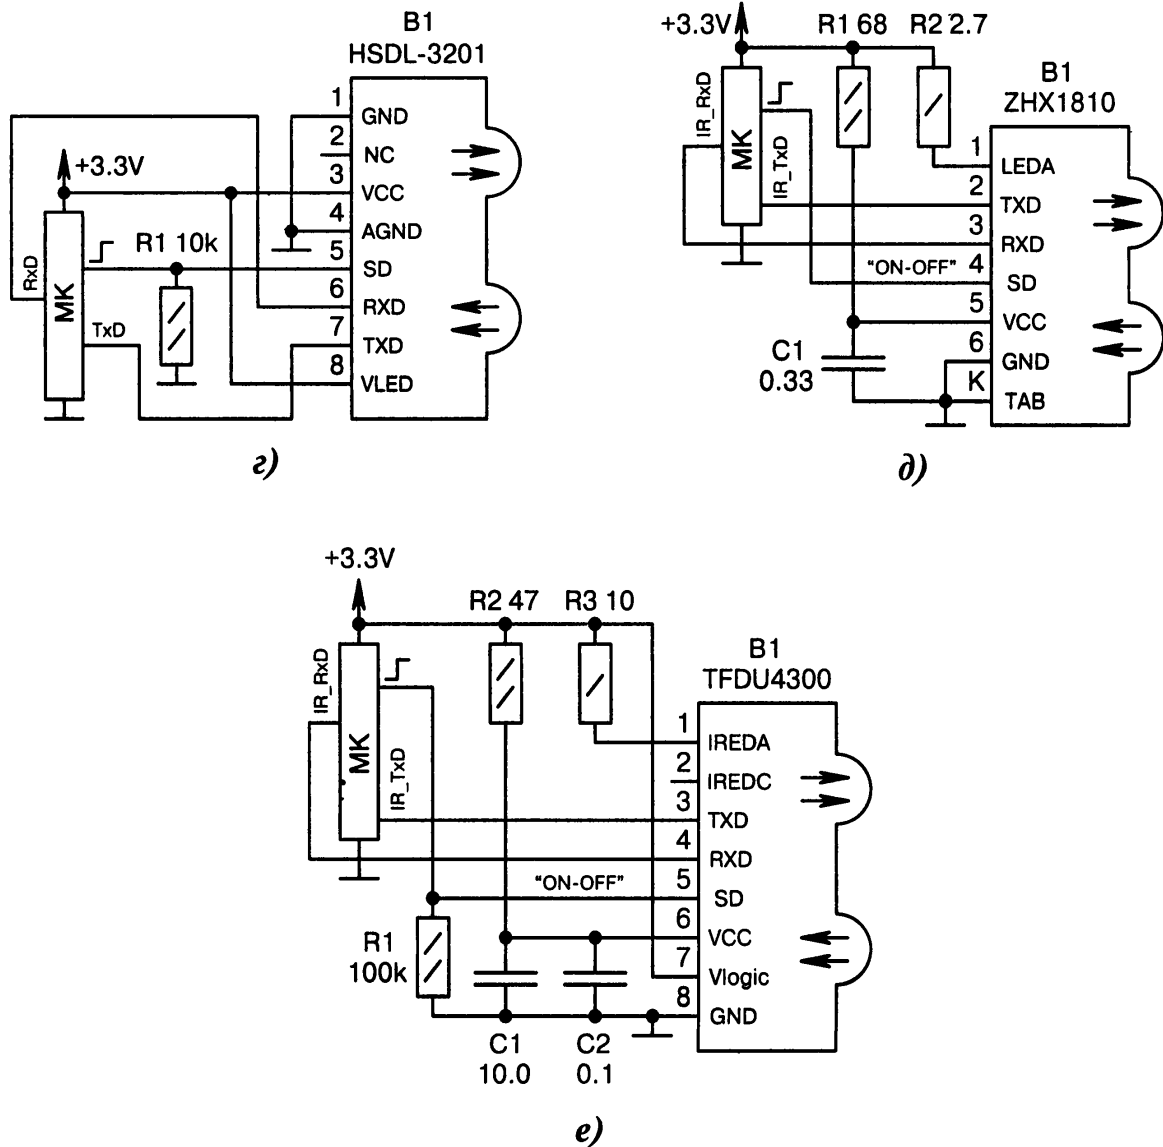 B1
HSDL-3201
1 GND
2 NC
3 VCC
4 AGND
5 SD
6 RXD
7 TXD
8 VLED
+3.3V
R1 10k
RxD
MK
TxD
г)
+3.3V
R1 68
R2 2.7
B1
ZHX1810
IR_RxD
MK
IR_TxD
1 LEDA
2 TXD
3 RXD
"ON-OFF" 4 SD
5 VCC
6 GND
K TAB
C1
0.33
д)
+3.3V
R2 47
R3 10
B1
TFDU4300
IR_RxD
MK
IR_TxD
1 IREDA
2 IREDC
3 TXD
4 RXD
"ON-OFF" 5 SD
6 VCC
7 Vlogic
8 GND
R1
100k
C1
10.0
C2
0.1
е)